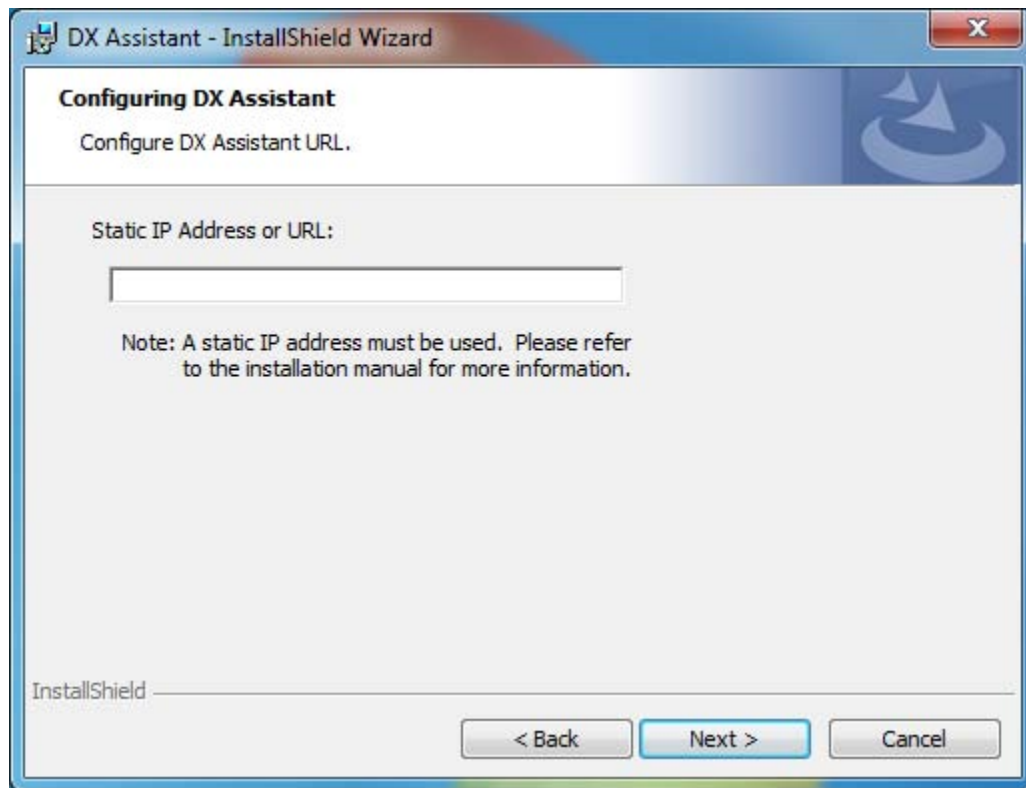 DX Assistant - InstallShield Wizard
Configuring DX Assistant
Configure DX Assistant URL.
Static IP Address or URL:
Note: A static IP address must be used. Please refer
to the installation manual for more information.
InstallShield
< Back Next > Cancel